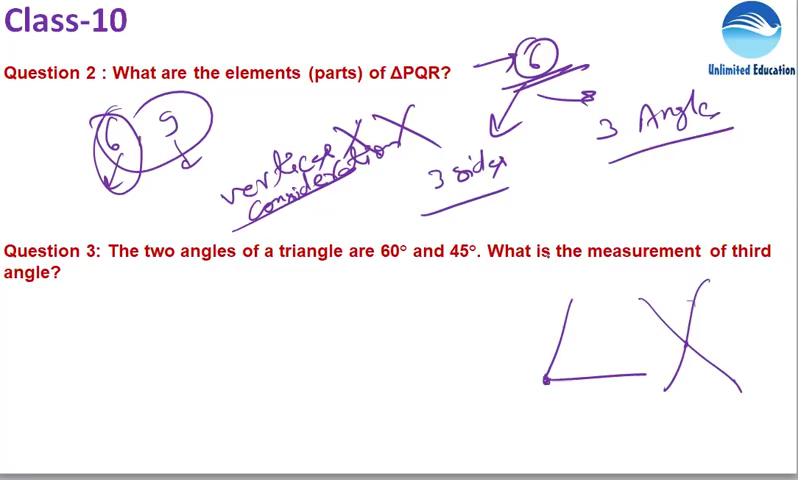 Class-10
Unlimited Education
Question 2 : What are the elements (parts) of ΔPQR?
6
6 9
3 Angle
vertices
consideration
3 sides
Question 3: The two angles of a triangle are 60° and 45°. What is the measurement of third
angle?